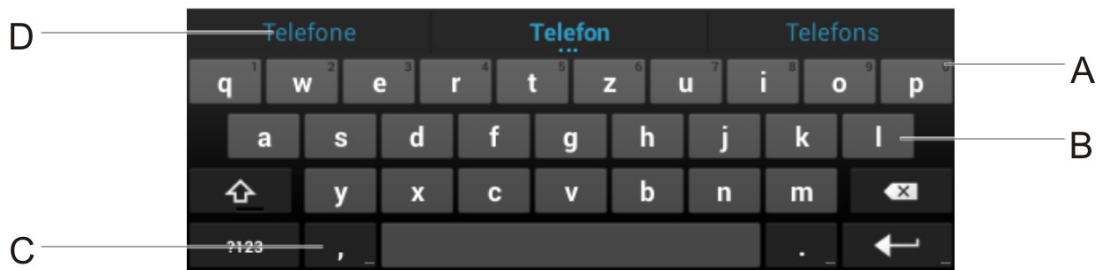 D Telefone Telefon Telefons
1 2 3 4 5 6 7 8 9 0
q w e r t z u i o p A
a s d f g h j k l B
y x c v b n m
C ?123 , .